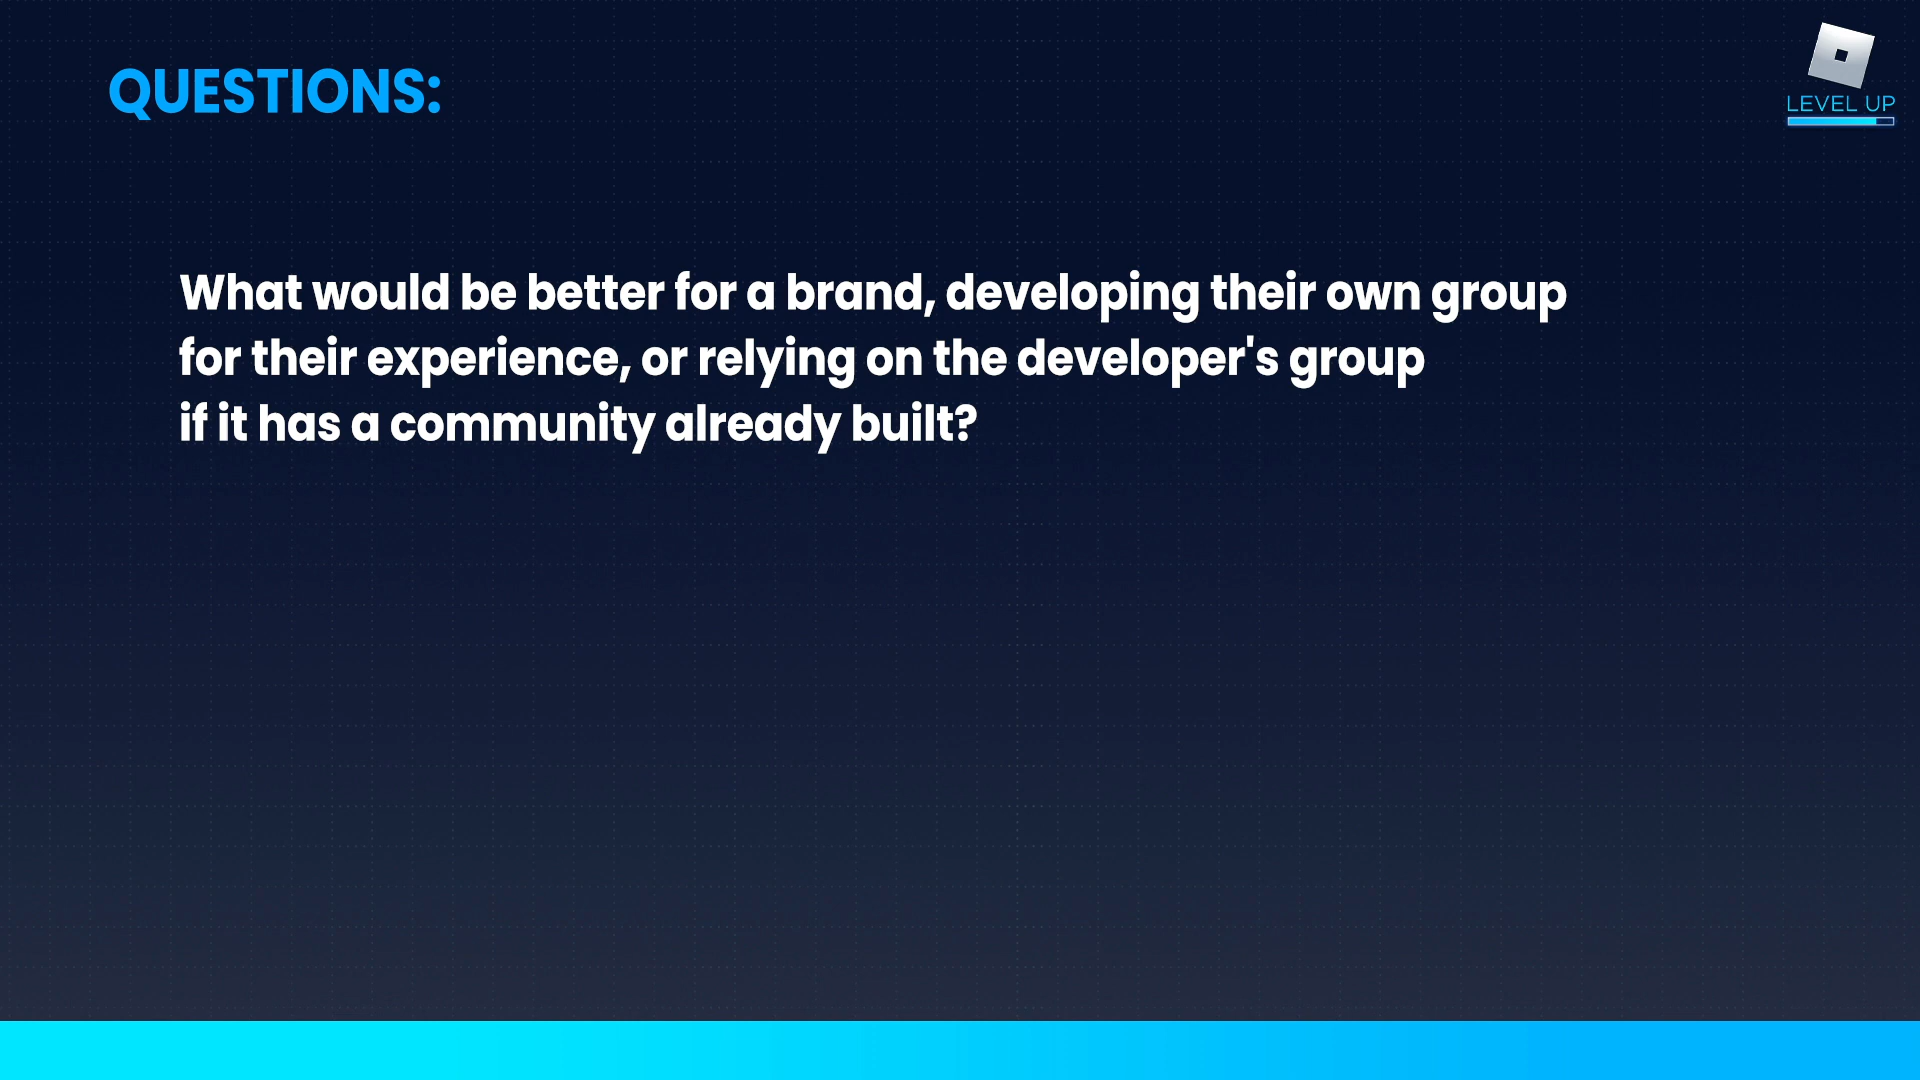 QUESTIONS:
LEVEL UP
What would be better for a brand, developing their own group
for their experience, or relying on the developer's group
if it has a community already built?